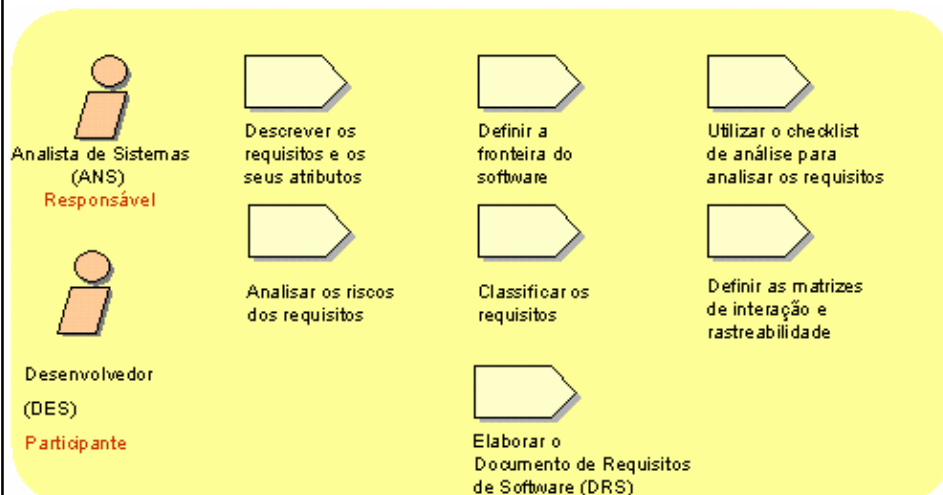 Analista de Sistemas
(ANS)
Responsável
Descrever os
requisitos e os
seus atributos
Definir a
fronteira do
software
Utilizar o checklist
de análise para
analisar os requisitos
Desenvolvedor
(DES)
Participante
Analisar os riscos
dos requisitos
Classificar os
requisitos
Definir as matrizes
de interação e
rastreabilidade
Elaborar o
Documento de Requisitos
de Software (DRS)